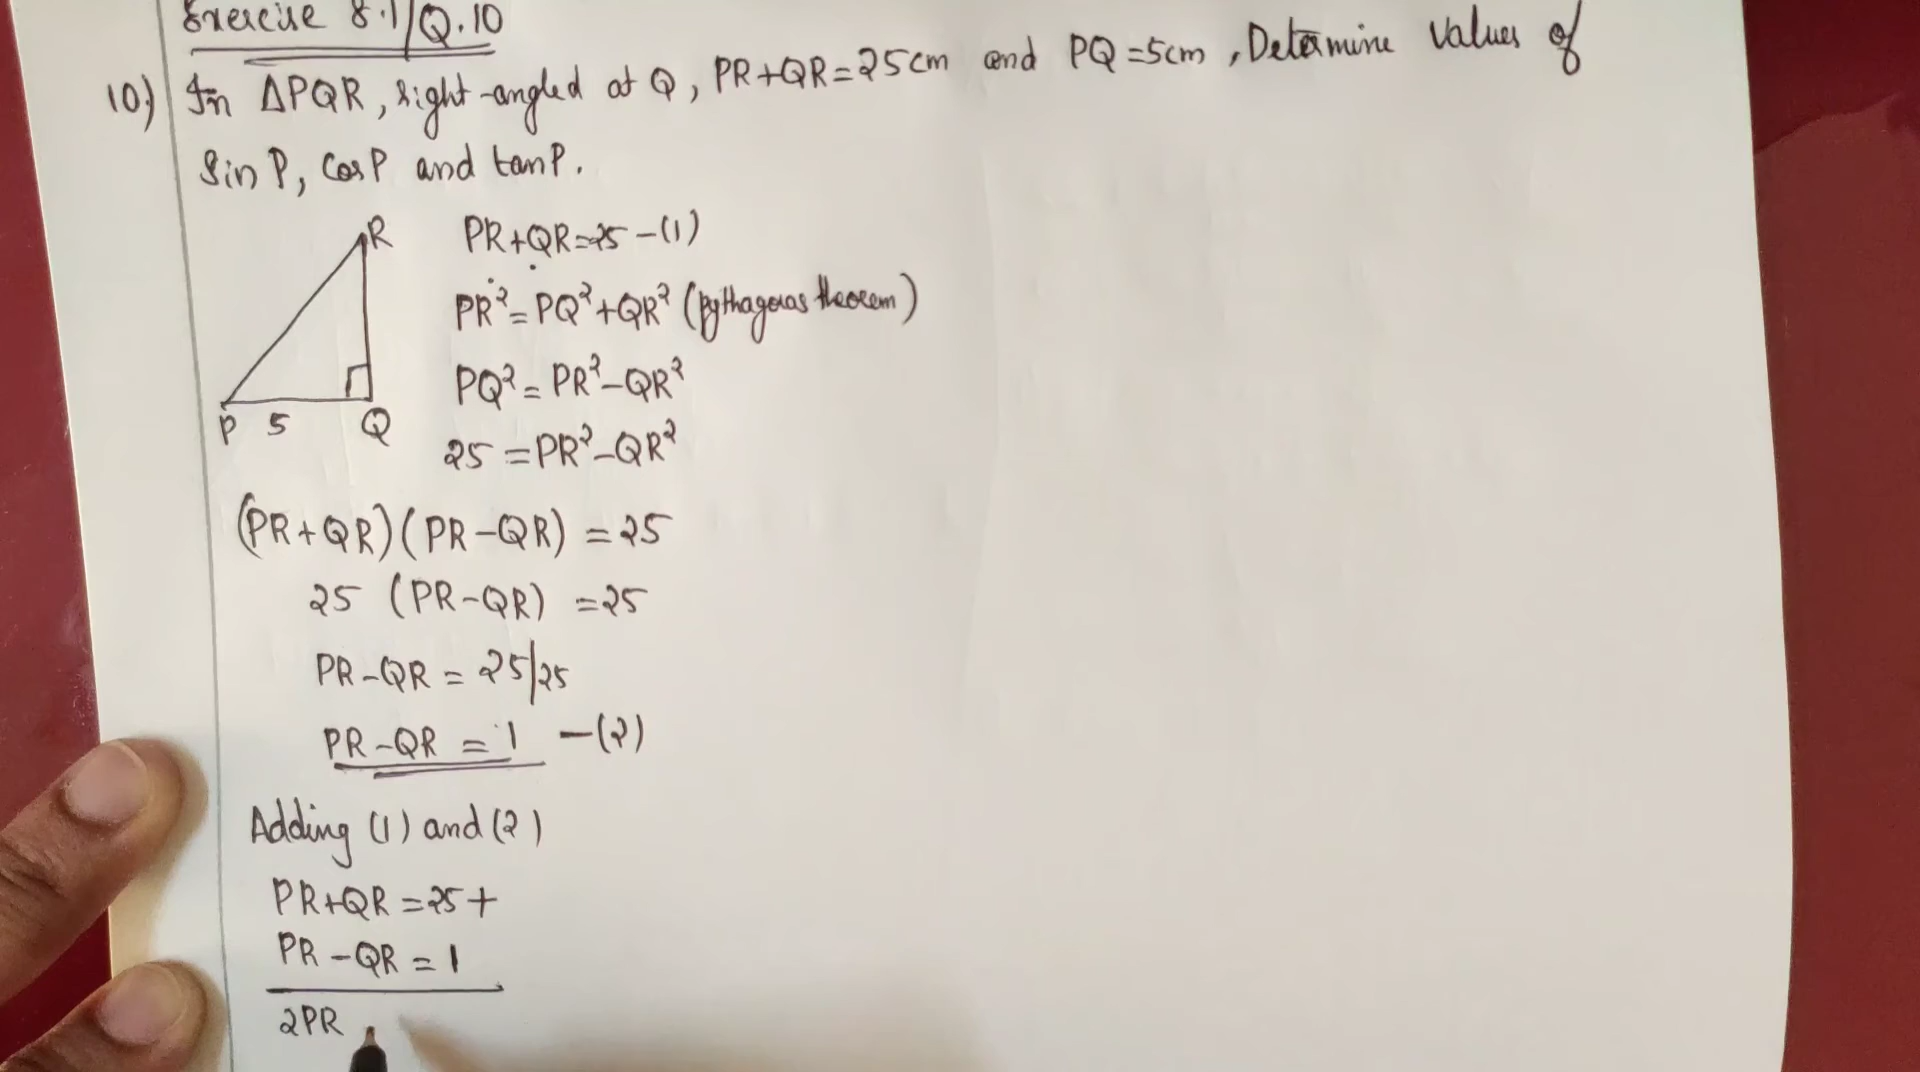 Exercise 8.1/Q.10
10.) In ΔPQR, right-angled at Q, PR+QR=25cm and PQ=5cm, Determine values of
Sin P, Cos P and tan P.
R
P 5 Q
PR+QR=25 -(1)
PR²=PQ²+QR² (pythagoras theorem)
PQ²=PR²-QR²
25=PR²-QR²
(PR+QR)(PR-QR)=25
25 (PR-QR)=25
PR-QR=25/25
PR-QR=1 -(2)
Adding (1) and (2)
PR+QR=25+
PR-QR=1
2PR